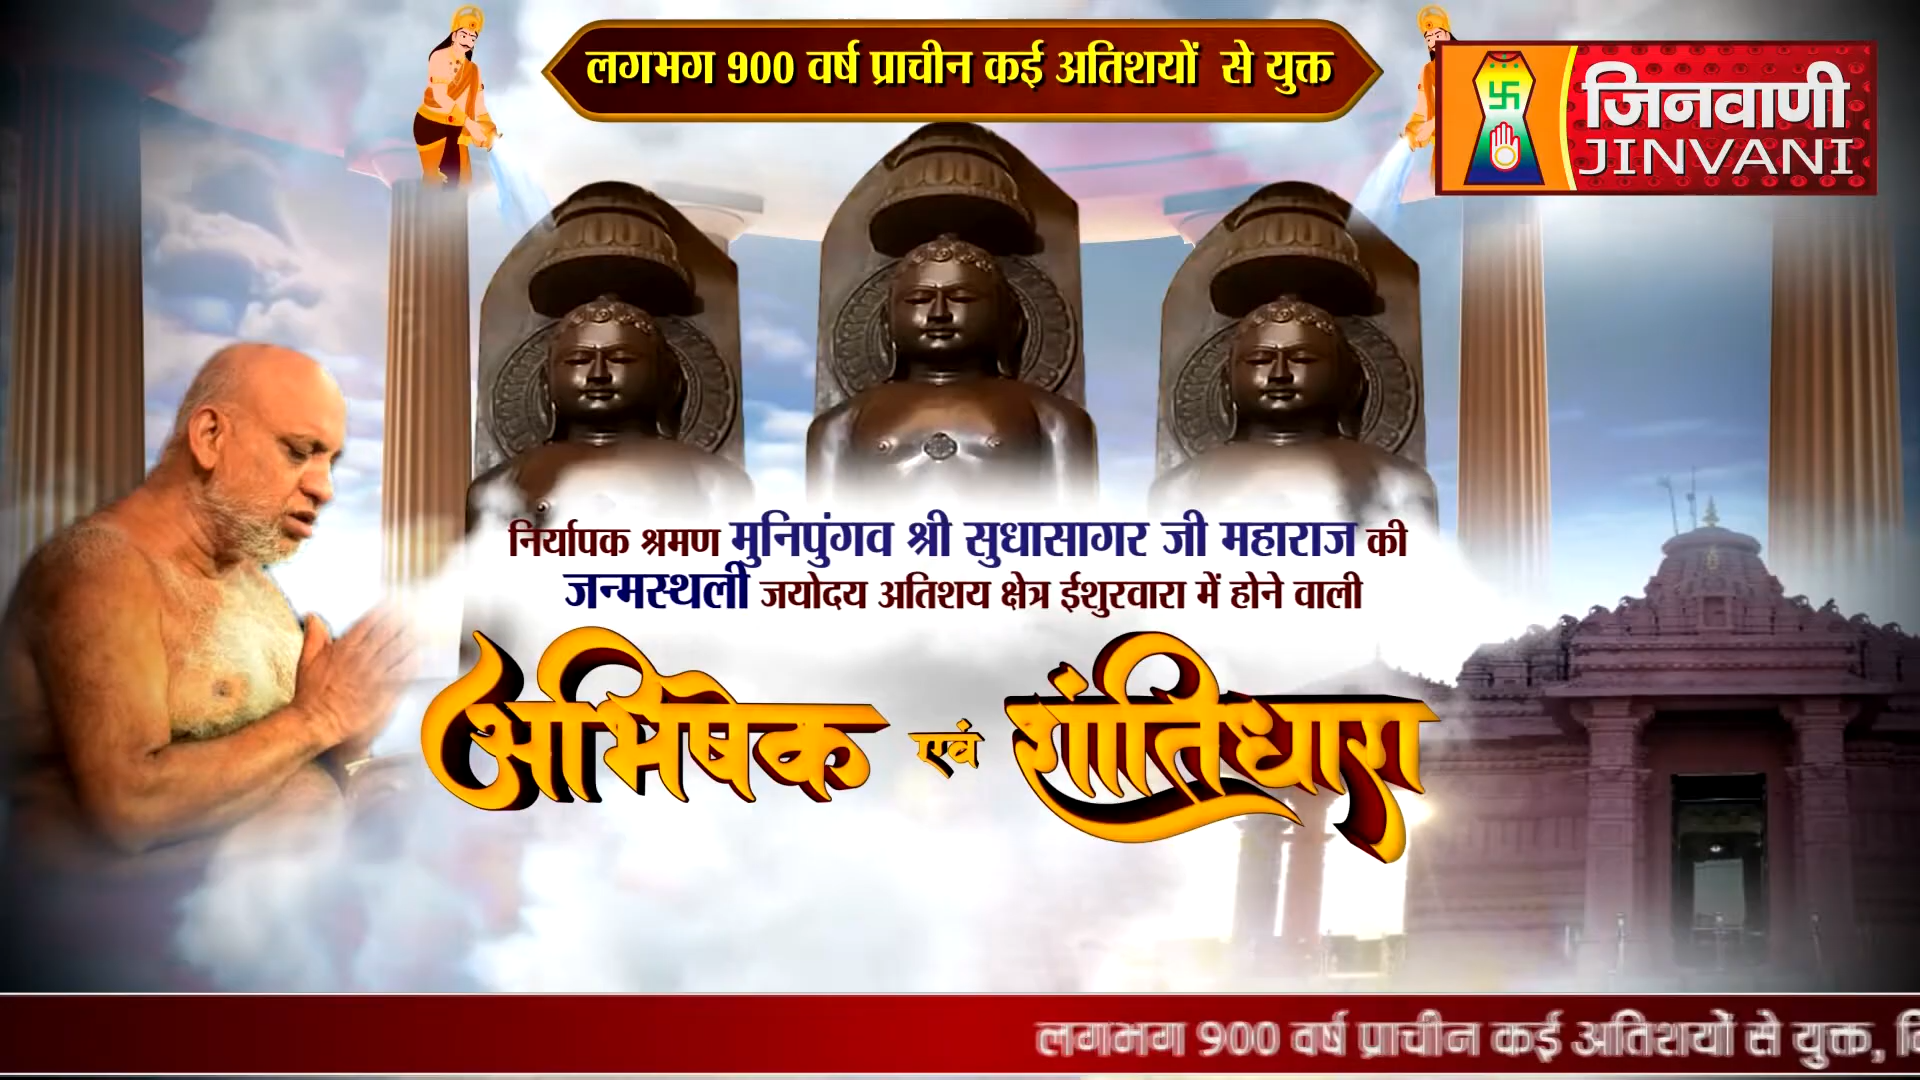 लगभग 900 वर्ष प्राचीन कई अतिशयों से युक्त
जिनवाणी
JINVANI
निर्यापक श्रमण मुनिपुंगव श्री सुधासागर जी महाराज की
जन्मस्थली जयोदय अतिशय क्षेत्र ईशुरवारा में होने वाली
अभिषेक एवं शांतिधारा
लगभग 900 वर्ष प्राचीन कई अतिशयों से युक्त,